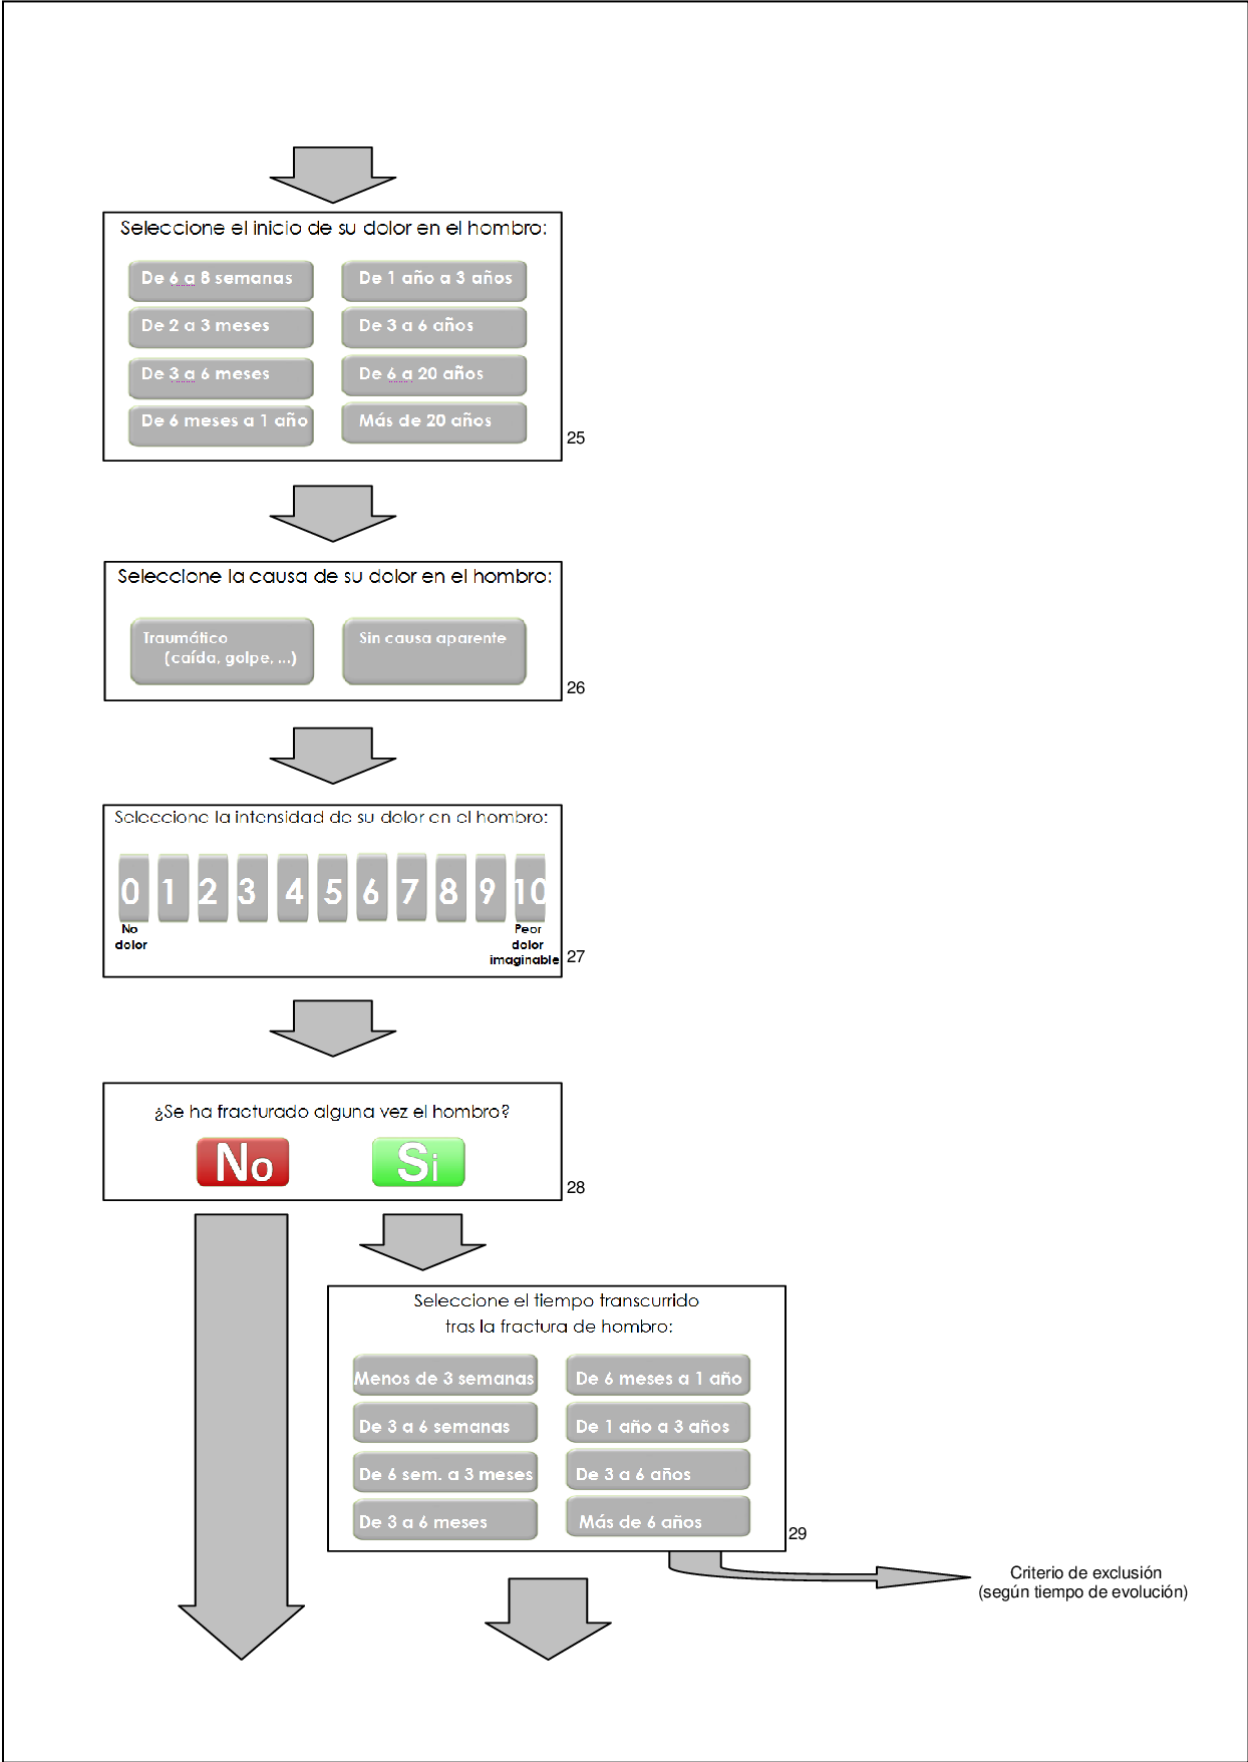 Seleccione el inicio de su dolor en el hombro:
De 6 a 8 semanas
De 1 año a 3 años
De 2 a 3 meses
De 3 a 6 años
De 3 a 6 meses
De 6 a 20 años
De 6 meses a 1 año
Más de 20 años
25
Seleccione la causa de su dolor en el hombro:
Traumático
(caída, golpe, ...)
Sin causa aparente
26
Seleccione la intensidad de su dolor en el hombro:
0 1 2 3 4 5 6 7 8 9 10
No
dolor
Peor
dolor
imaginable
27
¿Se ha fracturado alguna vez el hombro?
No
Si
28
Seleccione el tiempo transcurrido
tras la fractura de hombro:
Menos de 3 semanas
De 6 meses a 1 año
De 3 a 6 semanas
De 1 año a 3 años
De 6 sem. a 3 meses
De 3 a 6 años
De 3 a 6 meses
Más de 6 años
29
Criterio de exclusión
(según tiempo de evolución)